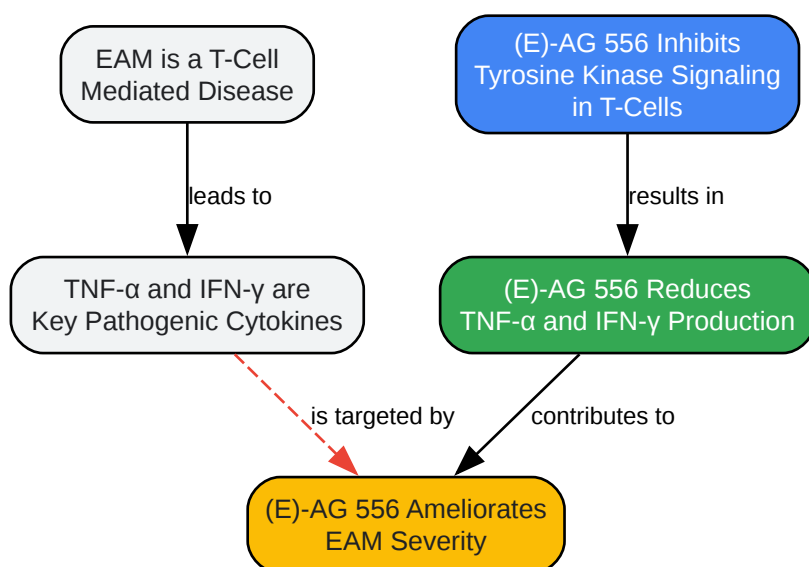 EAM is a T-Cell
Mediated Disease
(E)-AG 556 Inhibits
Tyrosine Kinase Signaling
in T-Cells
leads to
results in
TNF-α and IFN-γ are
Key Pathogenic Cytokines
(E)-AG 556 Reduces
TNF-α and IFN-γ Production
is targeted by
contributes to
(E)-AG 556 Ameliorates
EAM Severity